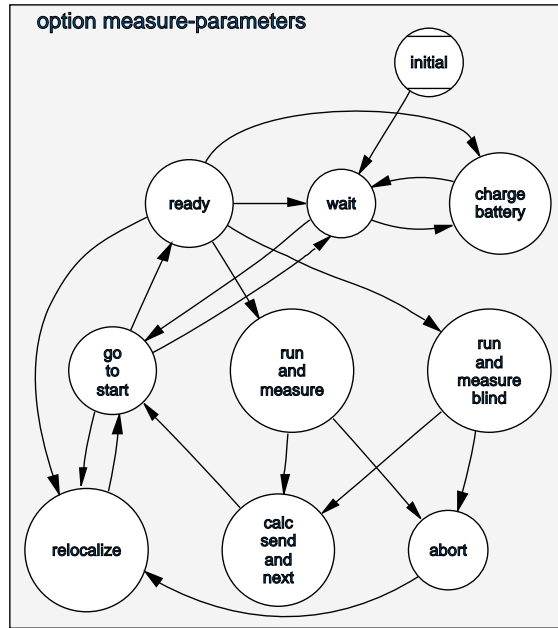 option measure-parameters
initial
ready
wait
charge
battery
go
to
start
run
and
measure
run
and
measure
blind
relocalize
calc
send
and
next
abort